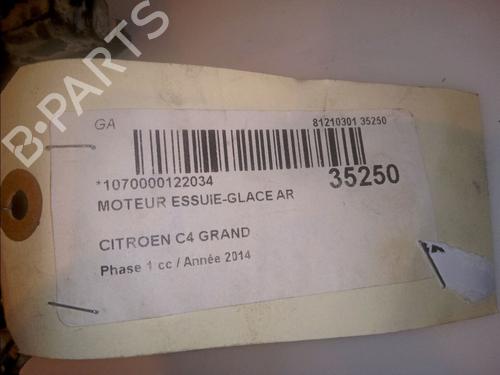 B-PARTS
GA
81210301 35250
*1070000122034
35250
MOTEUR ESSUIE-GLACE AR
CITROEN C4 GRAND
Phase 1 cc / Année 2014